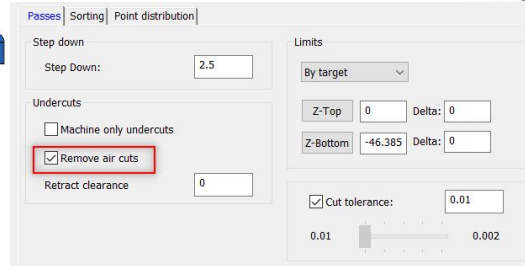 Passes Sorting Point distribution
Step down
Step Down: 2.5
Undercuts
Machine only undercuts
Remove air cuts
Retract clearance 0
Limits
By target
Z-Top 0 Delta: 0
Z-Bottom -46.385 Delta: 0
Cut tolerance: 0.01
0.01 0.002